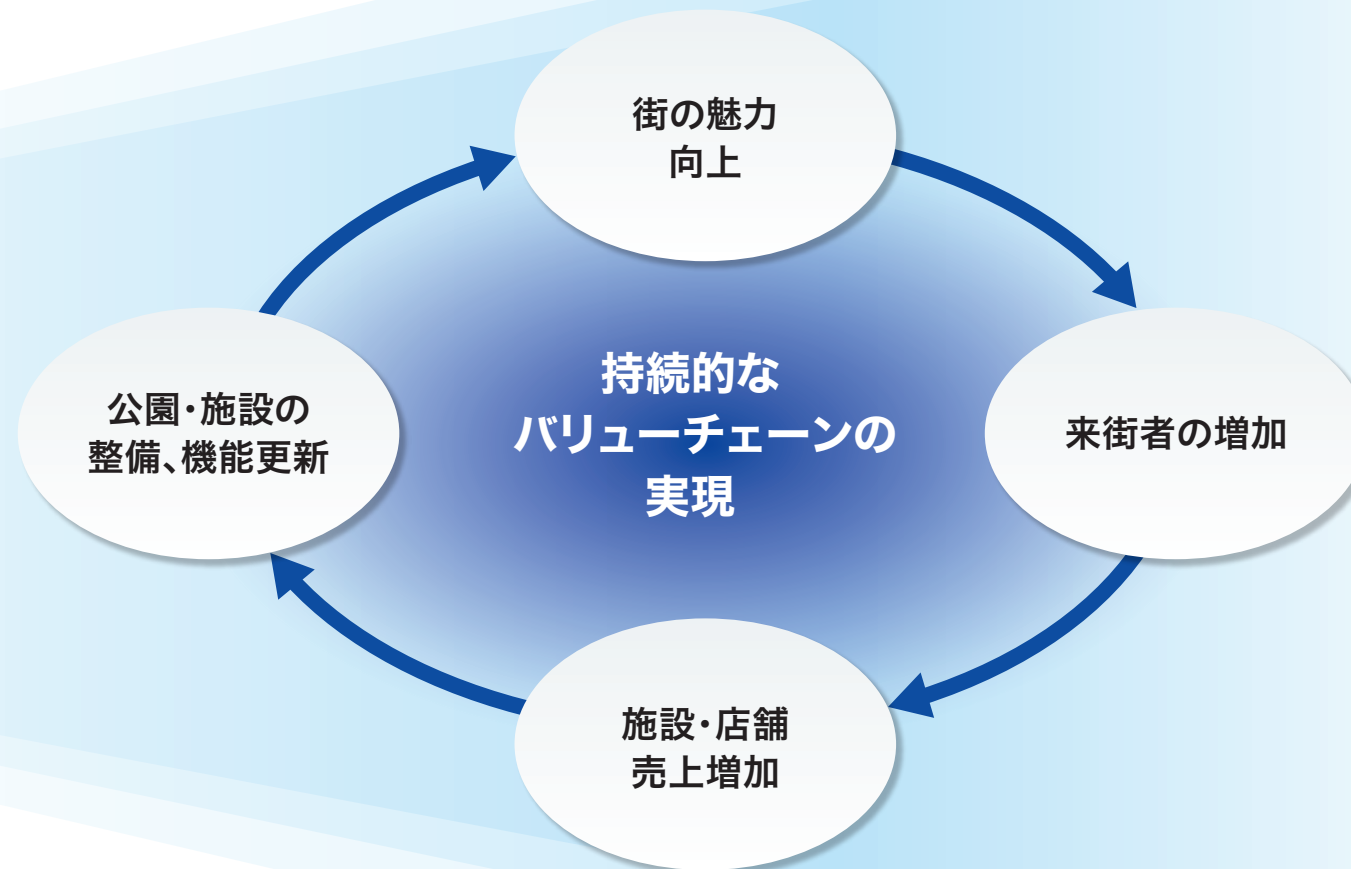 街の魅力
向上
公園・施設の
整備、機能更新
持続的な
バリューチェーンの
実現
来街者の増加
施設・店舗
売上増加